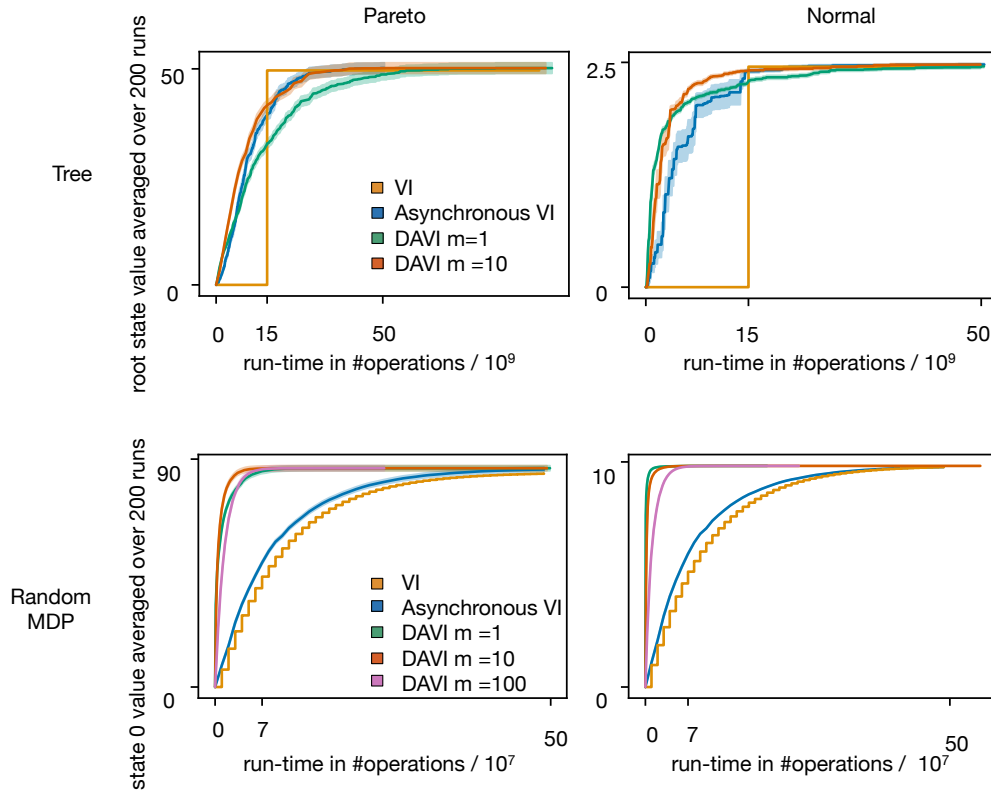 Pareto
Normal
Tree
root state value averaged over 200 runs
50
0
VI
Asynchronous VI
DAVI m=1
DAVI m =10
0
15
50
run-time in #operations / 10⁹
2.5
0
0
15
50
run-time in #operations / 10⁹
Random
MDP
state 0 value averaged over 200 runs
90
0
VI
Asynchronous VI
DAVI m =1
DAVI m =10
DAVI m =100
0
7
50
run-time in #operations / 10⁷
10
0
0
7
50
run-time in #operations / 10⁷